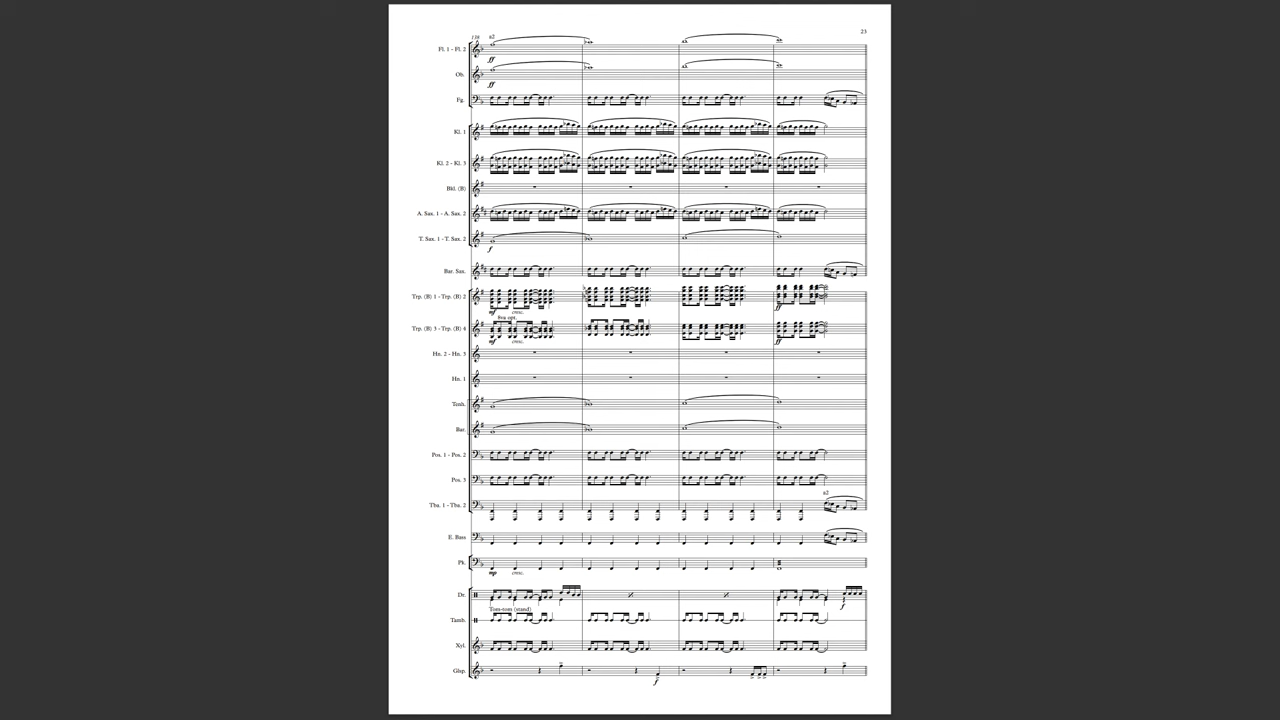 23
138
a2
Fl. 1 - Fl. 2
ff
Ob.
ff
Fg.
Kl. 1
Kl. 2 - Kl. 3
Bkl. (B)
A. Sax. 1 - A. Sax. 2
T. Sax. 1 - T. Sax. 2
f
Bar. Sax.
Trp. (B) 1 - Trp. (B) 2
mf cresc. ff
8va opt.
Trp. (B) 3 - Trp. (B) 4
mf cresc. ff
Hn. 2 - Hn. 3
Hn. 1
Tenh.
Bar.
Pos. 1 - Pos. 2
Pos. 3
a2
Tba. 1 - Tba. 2
E. Bass
Pk.
mp cresc.
Dr.
f
Tom-tom (stand)
Tamb.
Xyl.
Glsp.
f